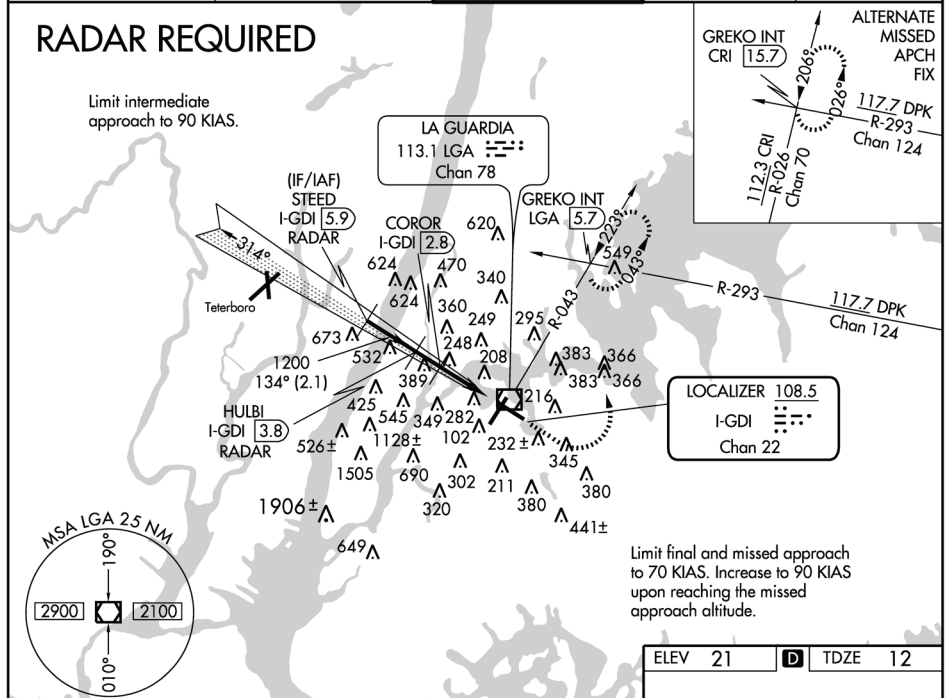 RADAR REQUIRED
Limit intermediate
approach to 90 KIAS.
LA GUARDIA
113.1 LGA
Chan 78
ALTERNATE
MISSED
APCH
FIX
GREKO INT
CRI 15.7
206°
026°
117.7 DPK
R-293
Chan 124
112.3 CRI
R-026
Chan 70
(IF/IAF)
STEED
I-GDI 5.9
RADAR
COROR
I-GDI 2.8
GREKO INT
LGA 5.7
223°
043°
549
314°
Teterboro
620
624
624
470
340
360
249
295
R-043
R-293
117.7 DPK
Chan 124
673
532
248
208
383
383
366
366
1200
134° (2.1)
389
HULBI
I-GDI 3.8
RADAR
425
545
349
282
216
LOCALIZER 108.5
I-GDI
Chan 22
526±
1128±
102
232±
345
1505
690
302
211
380
320
380
441±
1906±
649
MSA LGA 25 NM
190°
2900
2100
010°
Limit final and missed approach
to 70 KIAS. Increase to 90 KIAS
upon reaching the missed
approach altitude.
ELEV 21 D TDZE 12